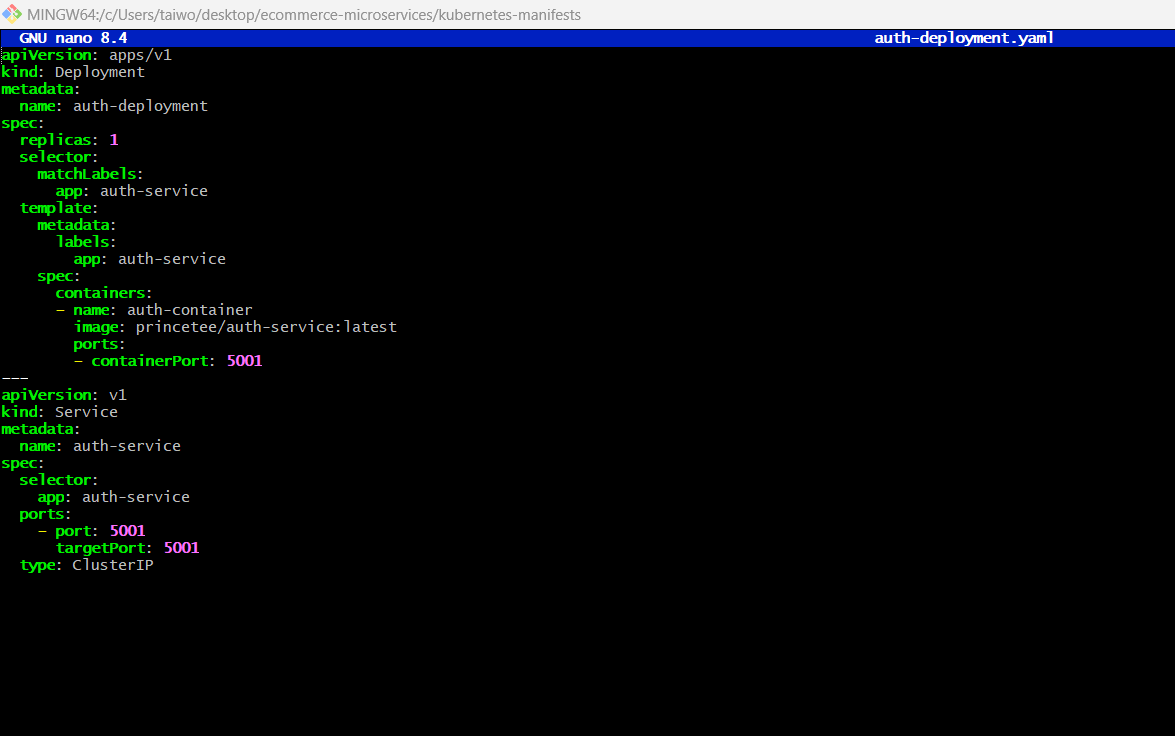 MINGW64:/c/Users/taiwo/desktop/ecommerce-microservices/kubernetes-manifests
GNU nano 8.4 auth-deployment.yaml
apiVersion: apps/v1
kind: Deployment
metadata:
  name: auth-deployment
spec:
  replicas: 1
  selector:
    matchLabels:
      app: auth-service
  template:
    metadata:
      labels:
        app: auth-service
    spec:
      containers:
      - name: auth-container
        image: princetee/auth-service:latest
        ports:
        - containerPort: 5001
---
apiVersion: v1
kind: Service
metadata:
  name: auth-service
spec:
  selector:
    app: auth-service
  ports:
    - port: 5001
      targetPort: 5001
  type: ClusterIP